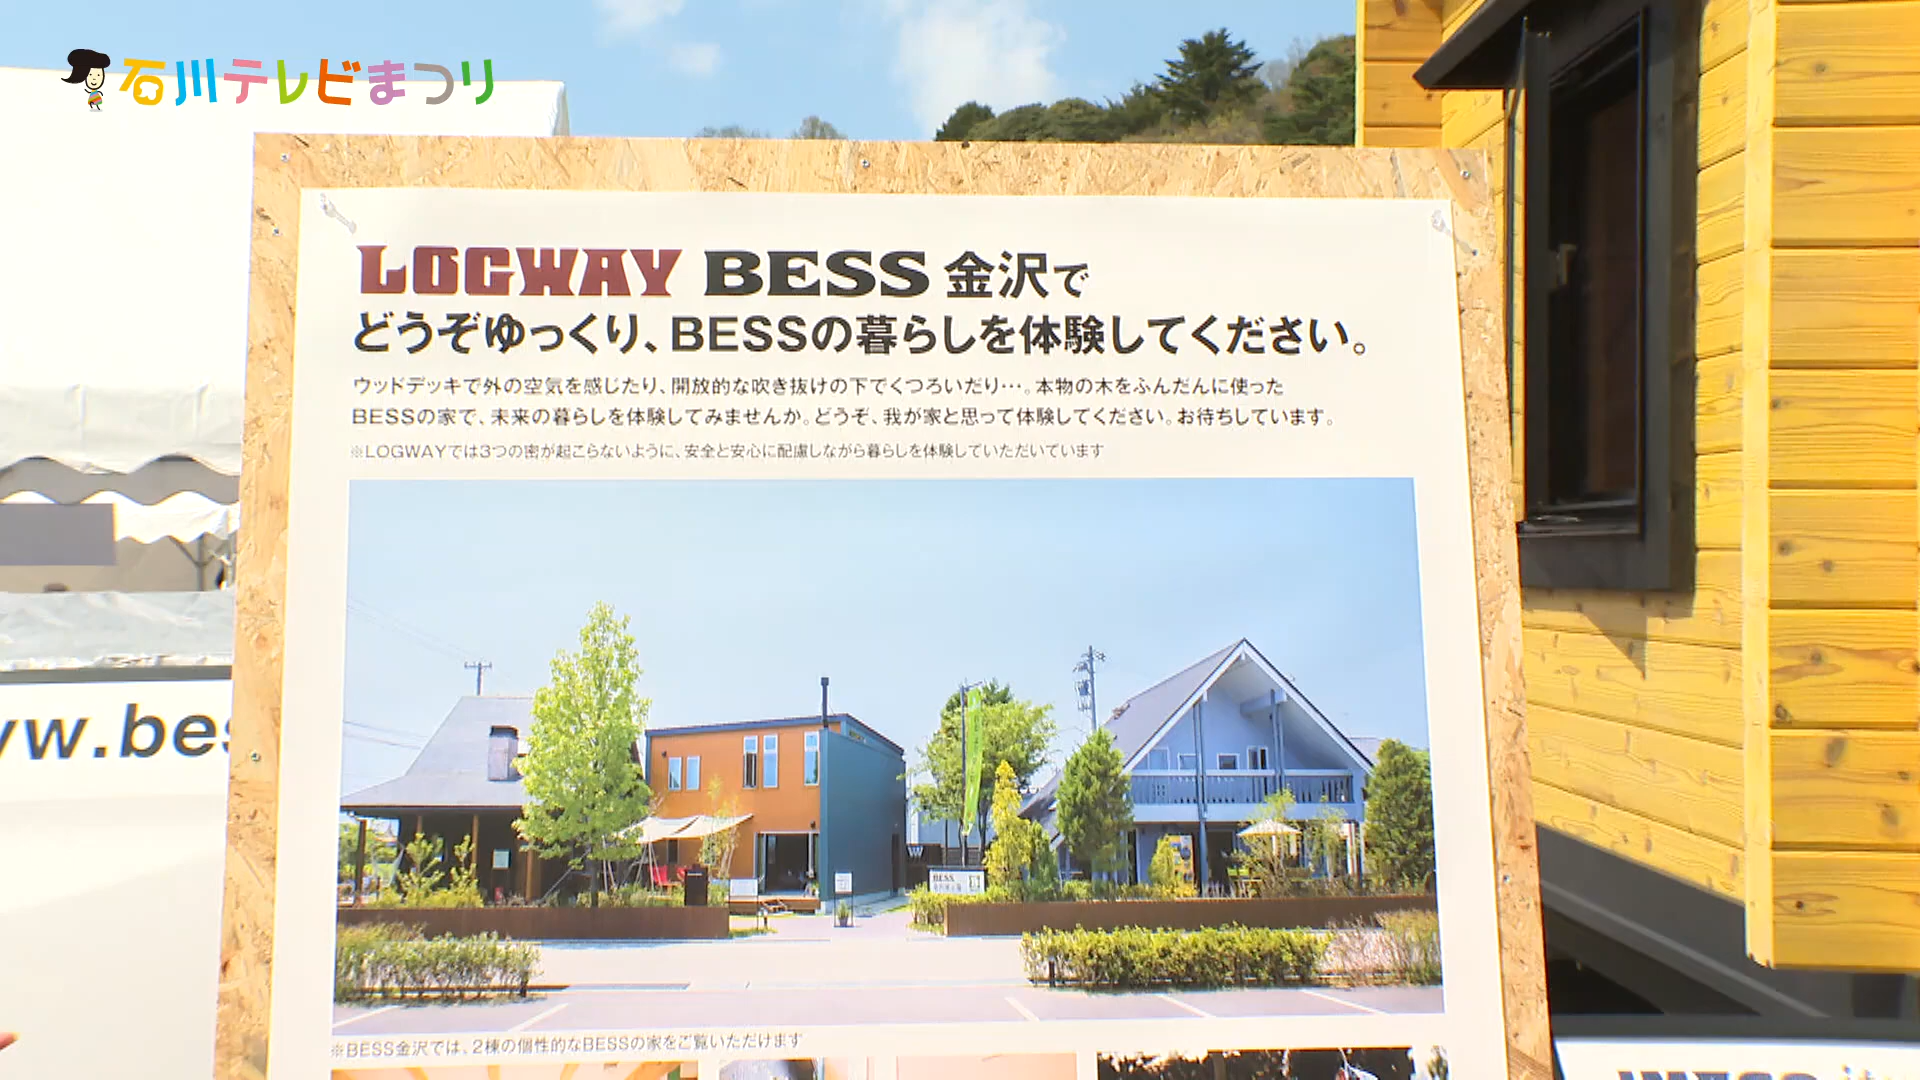 石川テレビまつり
LOGWAY BESS 金沢で
どうぞゆっくり、BESSの暮らしを体験してください。
ウッドデッキで外の空気を感じたり、開放的な吹き抜けの下でくつろいだり…。本物の木をふんだんに使った
BESSの家で、未来の暮らしを体験してみませんか。どうぞ、我が家と思って体験してください。お待ちしています。
※LOGWAYでは3つの密が起こらないように、安全と安心に配慮しながら暮らしを体験していただいています
BESS
※BESS金沢では、2棟の個性的なBESSの家をご覧いただけます